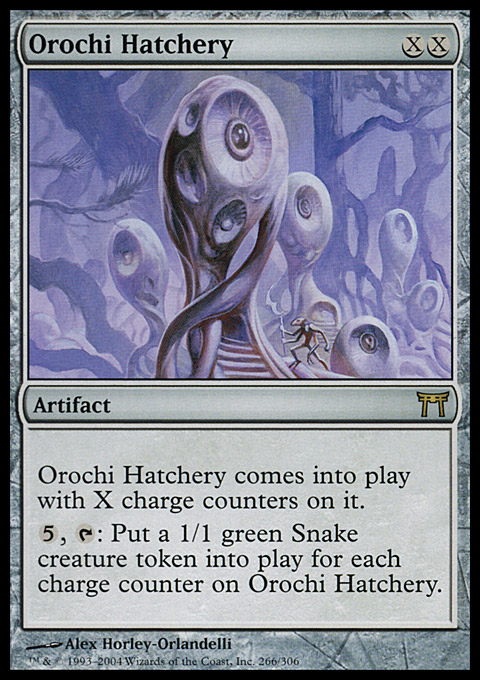 Orochi Hatchery XX
Artifact
Orochi Hatchery comes into play
with X charge counters on it.
5, : Put a 1/1 green Snake
creature token into play for each
charge counter on Orochi Hatchery.
Alex Horley-Orlandelli
™ & © 1993–2004 Wizards of the Coast, Inc. 266/306